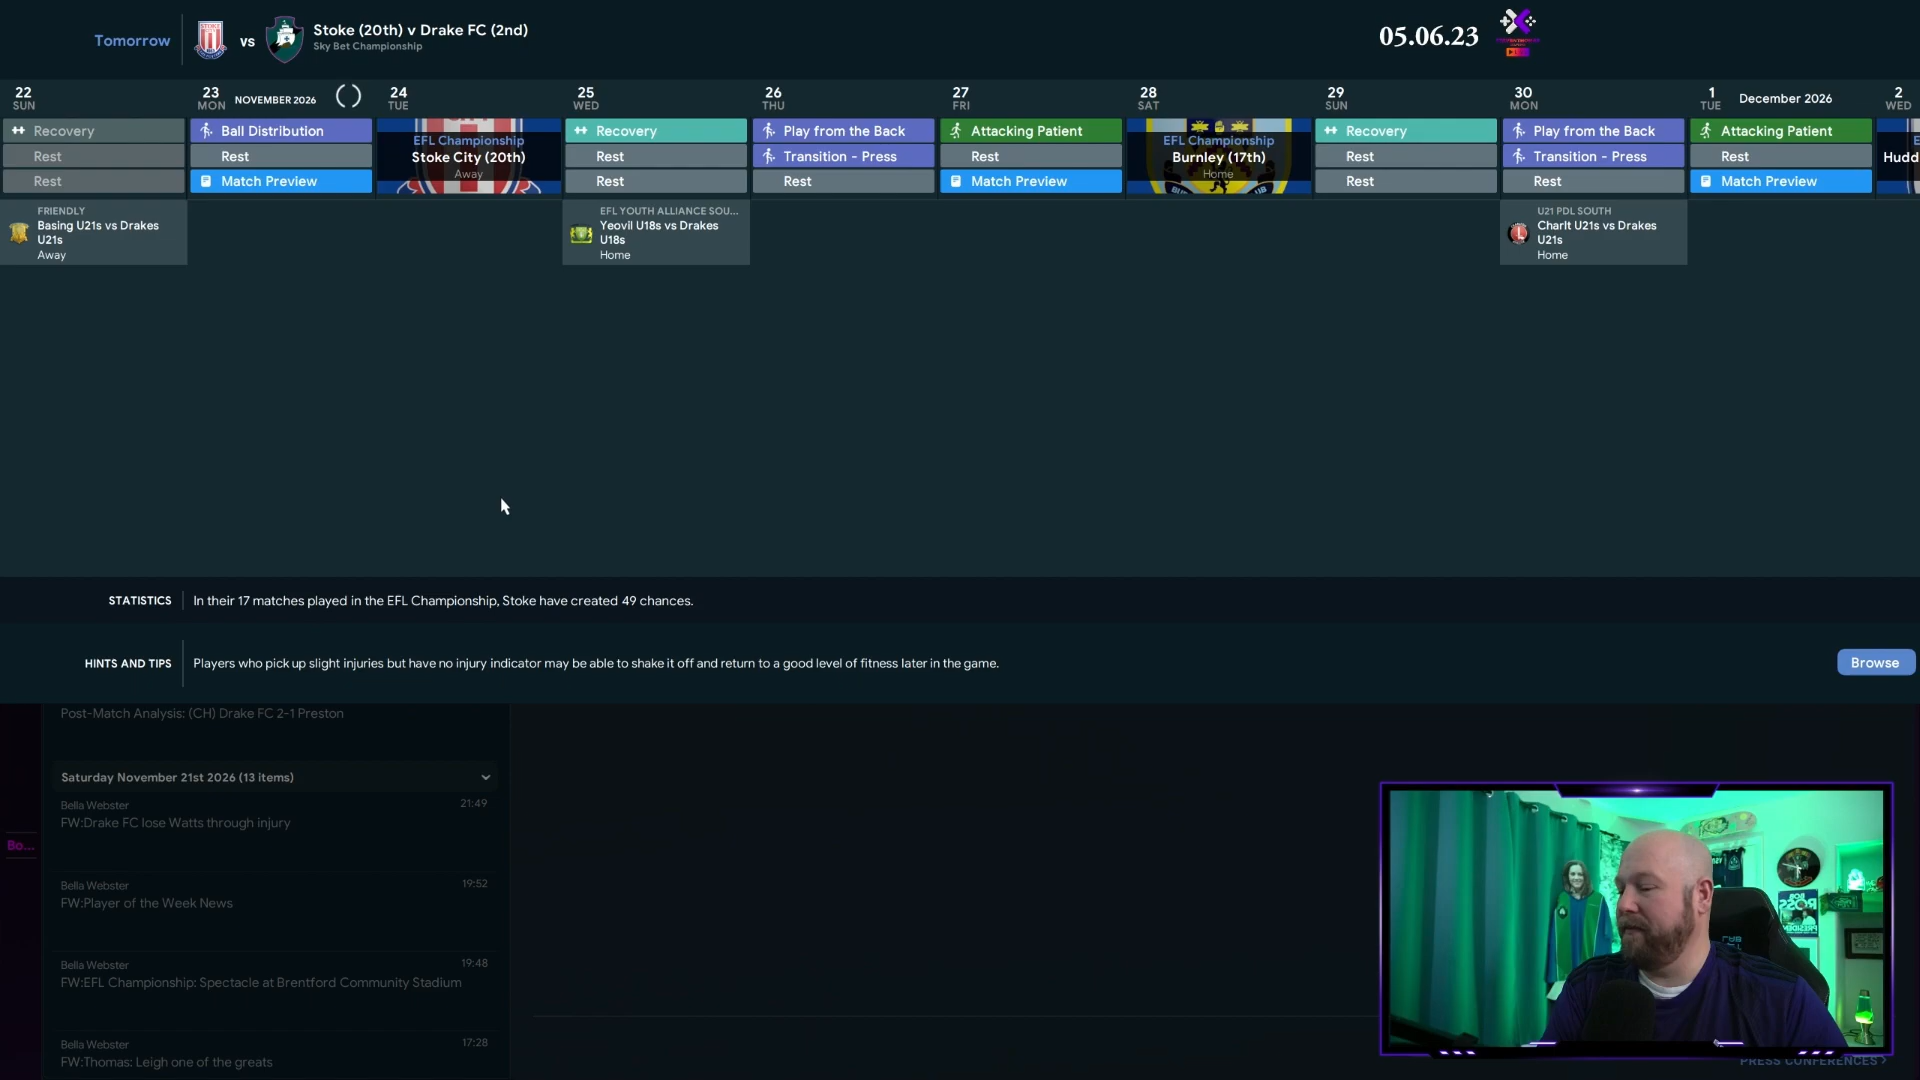 Tomorrow
vs
Stoke (20th) v Drake FC (2nd)
Sky Bet Championship
05.06.23
22 SUN
23 MON NOVEMBER 2026
24 TUE
25 WED
26 THU
27 FRI
28 SAT
29 SUN
30 MON
1 TUE December 2026
2 WED
Recovery
Rest
Rest
Ball Distribution
Rest
Match Preview
EFL Championship
Stoke City (20th)
Away
Recovery
Rest
Rest
Play from the Back
Transition - Press
Rest
Attacking Patient
Rest
Match Preview
EFL Championship
Burnley (17th)
Home
Recovery
Rest
Rest
Play from the Back
Transition - Press
Rest
Attacking Patient
Rest
Match Preview
E
Hudd
FRIENDLY
Basing U21s vs Drakes
U21s
Away
EFL YOUTH ALLIANCE SOU...
Yeovil U18s vs Drakes
U18s
Home
U21 PDL SOUTH
Charlt U21s vs Drakes
U21s
Home
STATISTICS
In their 17 matches played in the EFL Championship, Stoke have created 49 chances.
HINTS AND TIPS
Players who pick up slight injuries but have no injury indicator may be able to shake it off and return to a good level of fitness later in the game.
Browse
Post-Match Analysis: (CH) Drake FC 2-1 Preston
Saturday November 21st 2026 (13 items)
Bella Webster 21:49
FW:Drake FC lose Watts through injury
Bo...
Bella Webster 19:52
FW:Player of the Week News
Bella Webster 19:48
FW:EFL Championship: Spectacle at Brentford Community Stadium
Bella Webster 17:28
FW:Thomas: Leigh one of the greats
PRESS CONFERENCES >